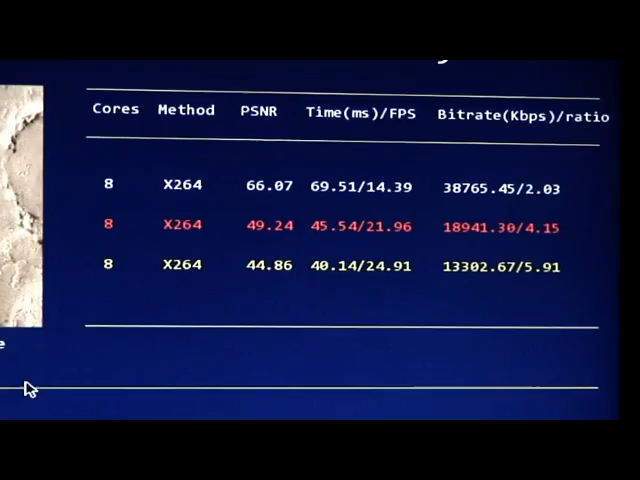 Cores Method PSNR Time(ms)/FPS Bitrate(Kbps)/ratio
8 X264 66.07 69.51/14.39 38765.45/2.03
8 X264 49.24 45.54/21.96 18941.30/4.15
8 X264 44.86 40.14/24.91 13302.67/5.91
e